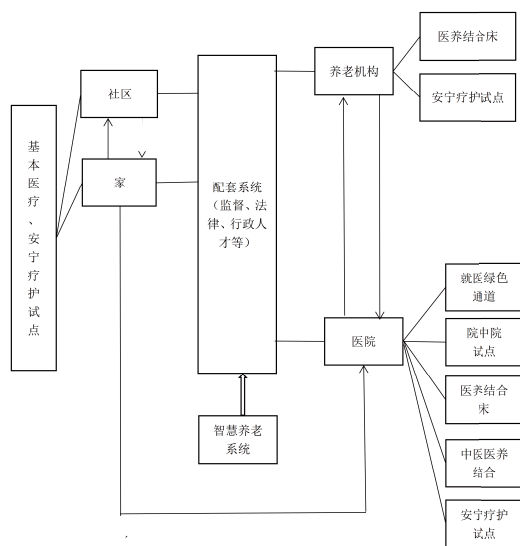 医养结合床
养老机构
安宁疗护试点
社区
基
本
医
疗
、
安
宁
疗
护
试
点
家
配套系统
（监督、法
律、行政人
才等）
就医绿色
通道
院中院
试点
医院
医养结合
床
智慧养老
系统
中医医养
结合
安宁疗护
试点